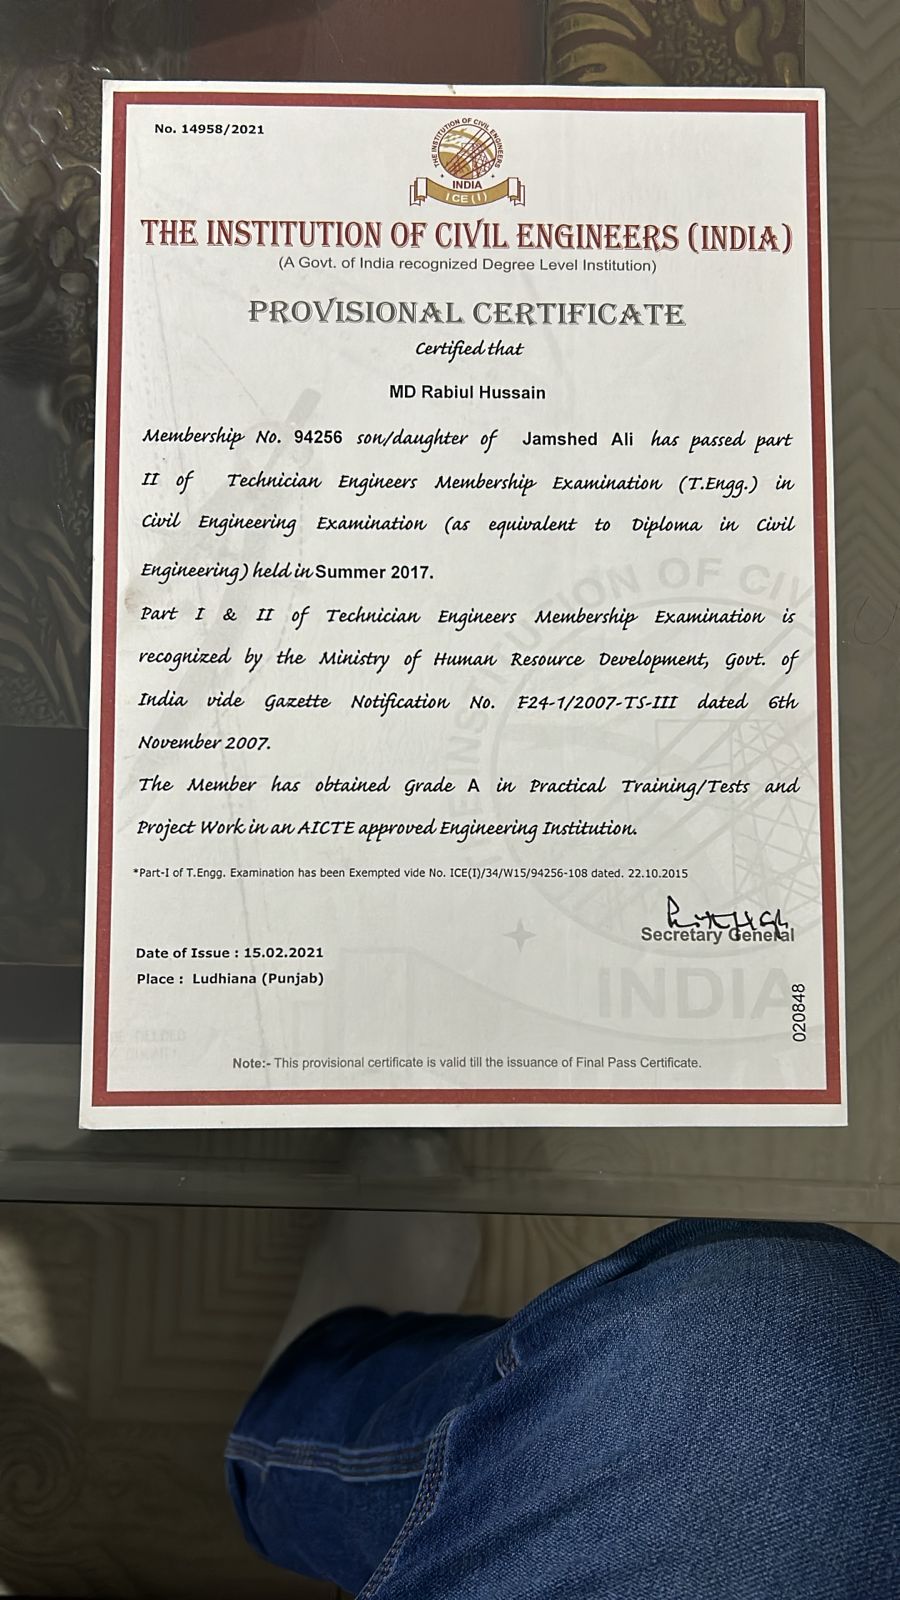 No. 14958/2021
THE INSTITUTION OF CIVIL ENGINEERS
INDIA
ICE(I)
THE INSTITUTION OF CIVIL ENGINEERS (INDIA)
(A Govt. of India recognized Degree Level Institution)
PROVISIONAL CERTIFICATE
Certified that
MD Rabiul Hussain
Membership No. 94256 son/daughter of Jamshed Ali has passed part
II of Technician Engineers Membership Examination (T.Engg.) in
Civil Engineering Examination (as equivalent to Diploma in Civil
Engineering) held in Summer 2017.
Part I & II of Technician Engineers Membership Examination is
recognized by the Ministry of Human Resource Development, Govt. of
India vide Gazette Notification No. F24-1/2007-TS-III dated 6th
November 2007.
The Member has obtained Grade A in Practical Training/Tests and
Project Work in an AICTE approved Engineering Institution.
*Part-I of T.Engg. Examination has been Exempted vide No. ICE(I)/34/W15/94256-108 dated. 22.10.2015
Secretary General
Date of Issue : 15.02.2021
Place : Ludhiana (Punjab)
020848
INDIA
Note:- This provisional certificate is valid till the issuance of Final Pass Certificate.